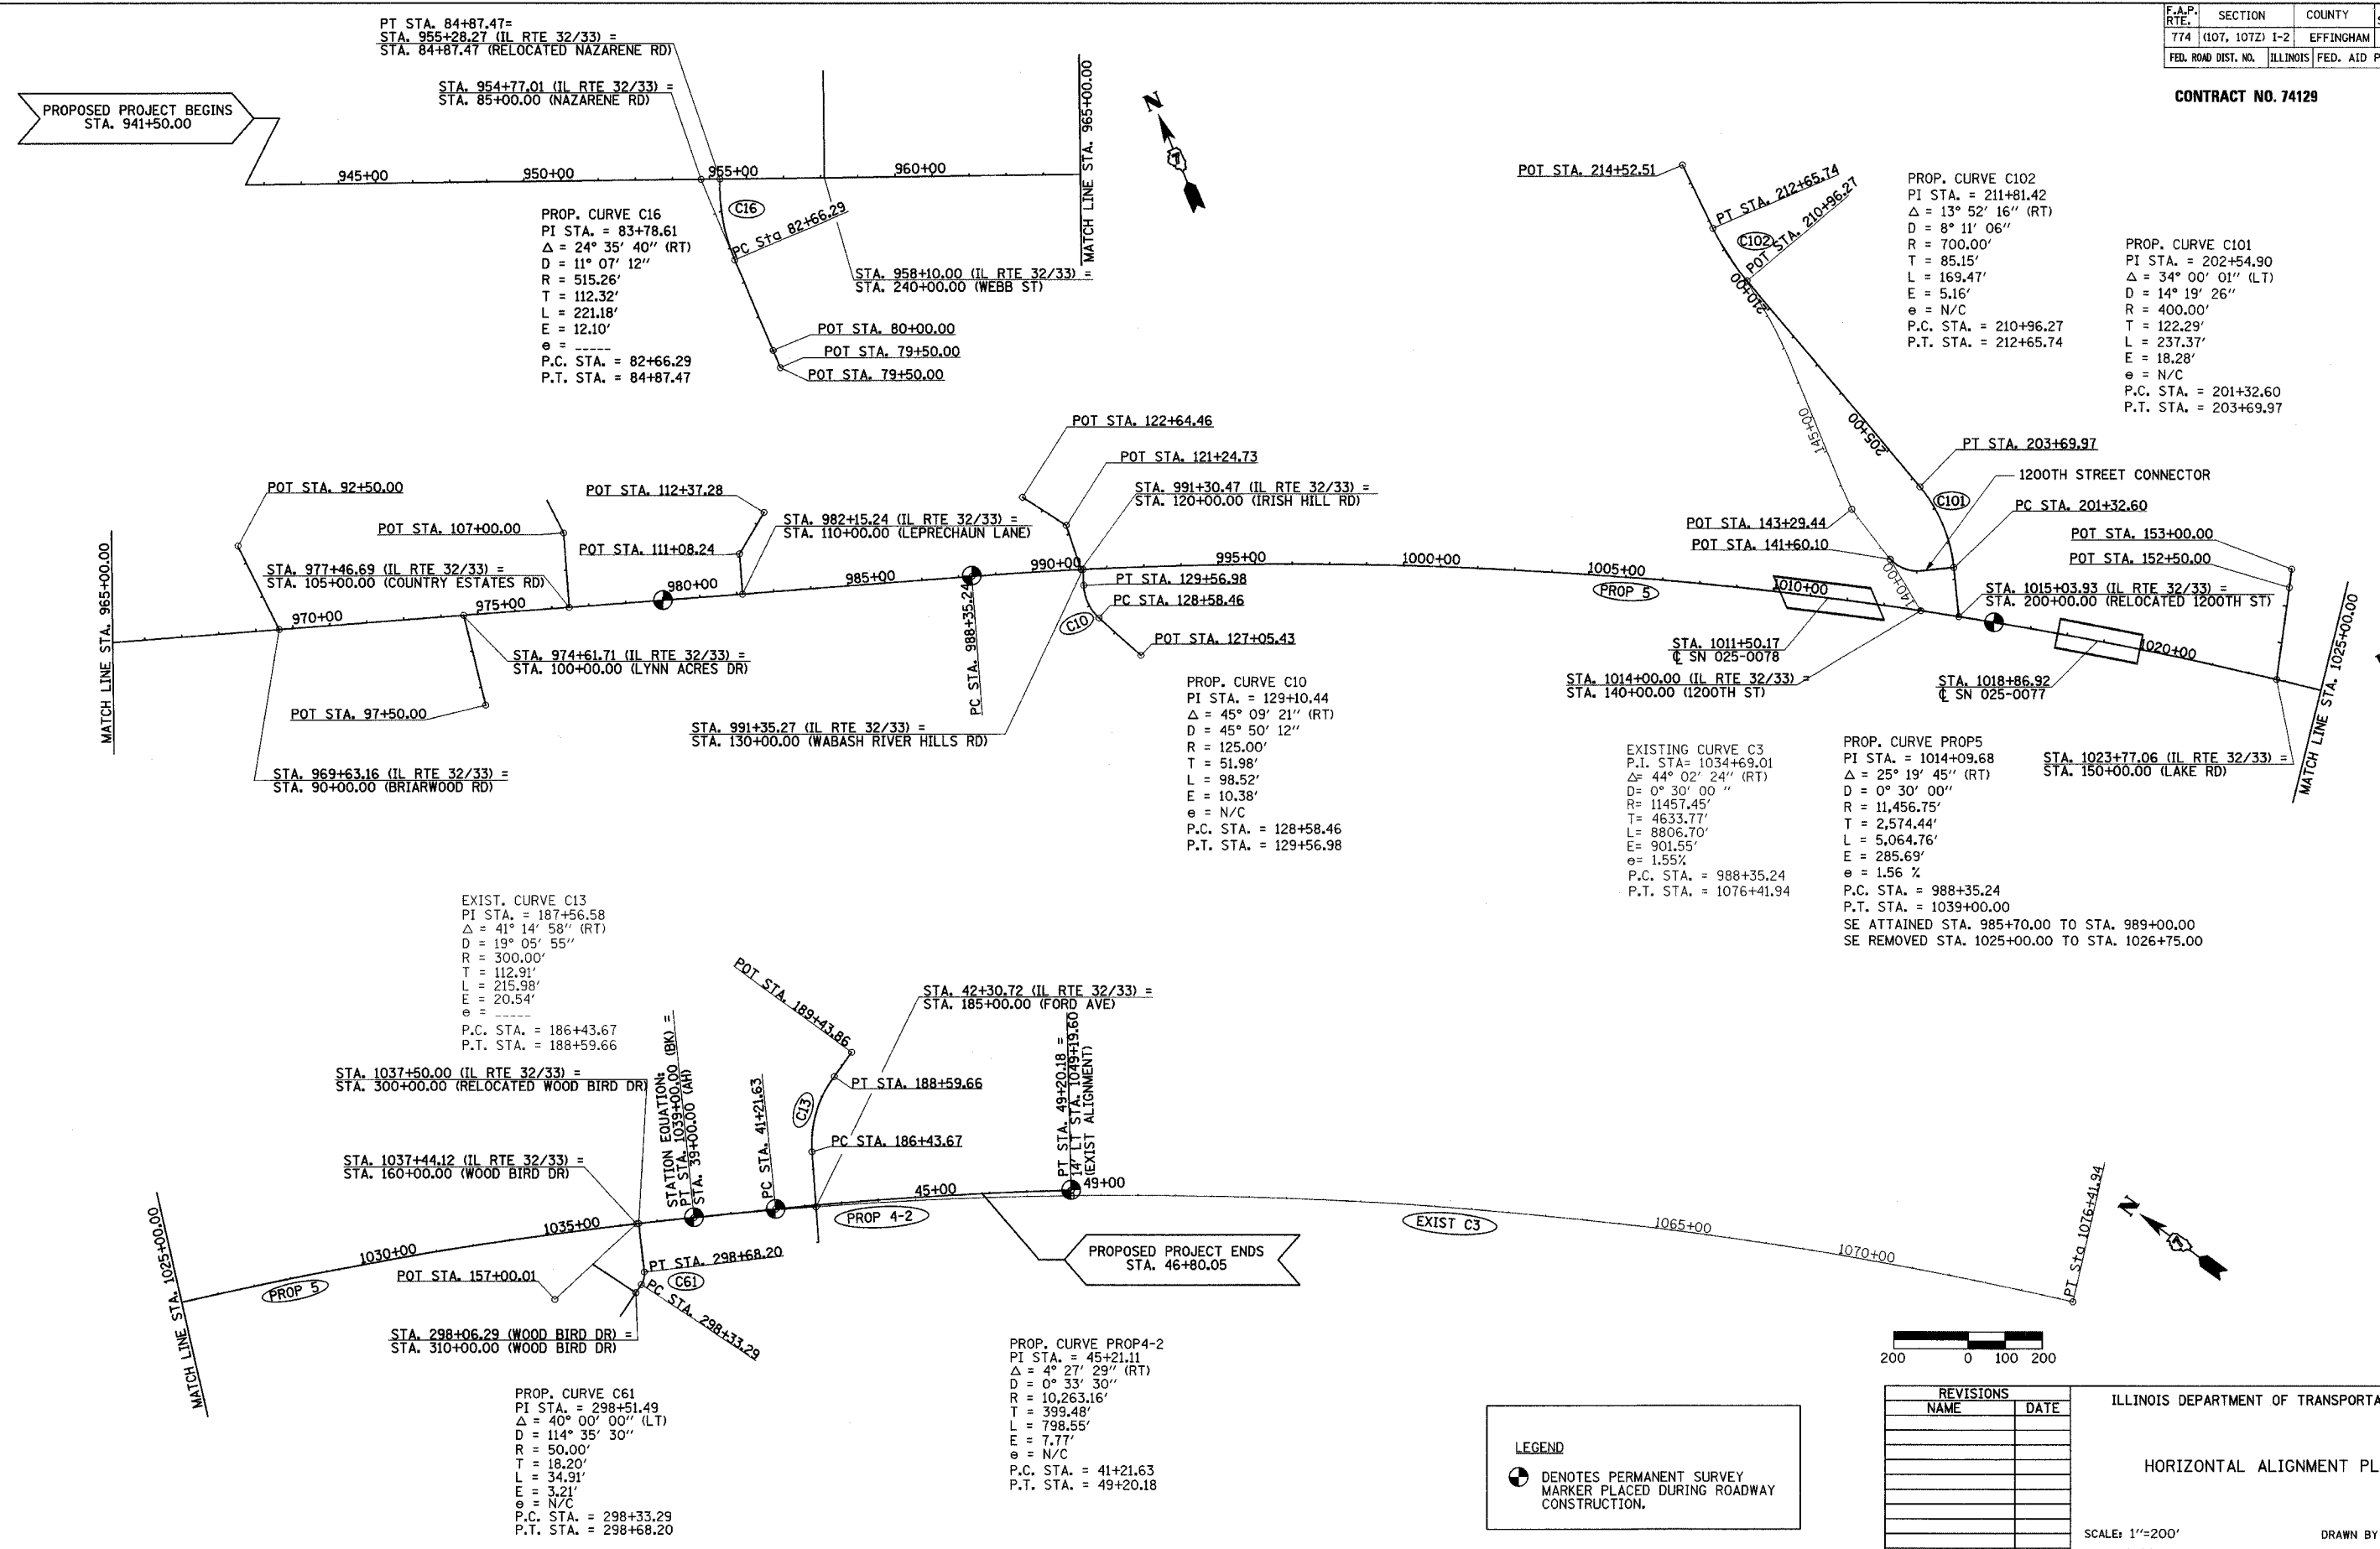 F.A.P. RTE. SECTION COUNTY
774 (107, 107Z) I-2 EFFINGHAM
FED. ROAD DIST. NO. ILLINOIS FED. AID P
CONTRACT NO. 74129
PROPOSED PROJECT BEGINS
STA. 941+50.00
PT STA. 84+87.47=
STA. 955+28.27 (IL RTE 32/33) =
STA. 84+87.47 (RELOCATED NAZARENE RD)
STA. 954+77.01 (IL RTE 32/33) =
STA. 85+00.00 (NAZARENE RD)
945+00
950+00
955+00
960+00
MATCH LINE STA. 965+00.00
N
C16
PC Sta 82+66.29
PROP. CURVE C16
PI STA. = 83+78.61
Δ = 24° 35' 40" (RT)
D = 11° 07' 12"
R = 515.26'
T = 112.32'
L = 221.18'
E = 12.10'
e = _____
P.C. STA. = 82+66.29
P.T. STA. = 84+87.47
STA. 958+10.00 (IL RTE 32/33) =
STA. 240+00.00 (WEBB ST)
POT STA. 80+00.00
POT STA. 79+50.00
POT STA. 79+50.00
POT STA. 214+52.51
PT STA. 212+65.74
POT STA. 210+96.27
C102
210+00
PROP. CURVE C102
PI STA. = 211+81.42
Δ = 13° 52' 16" (RT)
D = 8° 11' 06"
R = 700.00'
T = 85.15'
L = 169.47'
E = 5.16'
e = N/C
P.C. STA. = 210+96.27
P.T. STA. = 212+65.74
PROP. CURVE C101
PI STA. = 202+54.90
Δ = 34° 00' 01" (LT)
D = 14° 19' 26"
R = 400.00'
T = 122.29'
L = 237.37'
E = 18.28'
e = N/C
P.C. STA. = 201+32.60
P.T. STA. = 203+69.97
145+00
205+00
PT STA. 203+69.97
1200TH STREET CONNECTOR
C101
PC STA. 201+32.60
POT STA. 143+29.44
POT STA. 141+60.10
140+00
POT STA. 153+00.00
POT STA. 152+50.00
STA. 1015+03.93 (IL RTE 32/33) =
STA. 200+00.00 (RELOCATED 1200TH ST)
MATCH LINE STA. 965+00.00
POT STA. 92+50.00
POT STA. 107+00.00
STA. 977+46.69 (IL RTE 32/33) =
STA. 105+00.00 (COUNTRY ESTATES RD)
POT STA. 112+37.28
POT STA. 111+08.24
STA. 982+15.24 (IL RTE 32/33) =
STA. 110+00.00 (LEPRECHAUN LANE)
POT STA. 122+64.46
POT STA. 121+24.73
STA. 991+30.47 (IL RTE 32/33) =
STA. 120+00.00 (IRISH HILL RD)
970+00
975+00
980+00
985+00
990+00
995+00
1000+00
1005+00
1010+00
1020+00
PROP 5
PT STA. 129+56.98
PC STA. 128+58.46
C10
POT STA. 127+05.43
PC STA. 988+35.24
STA. 974+61.71 (IL RTE 32/33) =
STA. 100+00.00 (LYNN ACRES DR)
POT STA. 97+50.00
STA. 969+63.16 (IL RTE 32/33) =
STA. 90+00.00 (BRIARWOOD RD)
STA. 991+35.27 (IL RTE 32/33) =
STA. 130+00.00 (WABASH RIVER HILLS RD)
STA. 1011+50.17
℄ SN 025-0078
STA. 1014+00.00 (IL RTE 32/33) =
STA. 140+00.00 (1200TH ST)
STA. 1018+86.92
℄ SN 025-0077
STA. 1023+77.06 (IL RTE 32/33) =
STA. 150+00.00 (LAKE RD)
MATCH LINE STA. 1025+00.00
PROP. CURVE C10
PI STA. = 129+10.44
Δ = 45° 09' 21" (RT)
D = 45° 50' 12"
R = 125.00'
T = 51.98'
L = 98.52'
E = 10.38'
e = N/C
P.C. STA. = 128+58.46
P.T. STA. = 129+56.98
EXISTING CURVE C3
P.I. STA= 1034+69.01
Δ= 44° 02' 24" (RT)
D= 0° 30' 00 "
R= 11457.45'
T= 4633.77'
L= 8806.70'
E= 901.55'
e= 1.55%
P.C. STA. = 988+35.24
P.T. STA. = 1076+41.94
PROP. CURVE PROP5
PI STA. = 1014+09.68
Δ = 25° 19' 45" (RT)
D = 0° 30' 00"
R = 11,456.75'
T = 2,574.44'
L = 5,064.76'
E = 285.69'
e = 1.56 %
P.C. STA. = 988+35.24
P.T. STA. = 1039+00.00
SE ATTAINED STA. 985+70.00 TO STA. 989+00.00
SE REMOVED STA. 1025+00.00 TO STA. 1026+75.00
EXIST. CURVE C13
PI STA. = 187+56.58
Δ = 41° 14' 58" (RT)
D = 19° 05' 55"
R = 300.00'
T = 112.91'
L = 215.98'
E = 20.54'
e = _____
P.C. STA. = 186+43.67
P.T. STA. = 188+59.66
STA. 1037+50.00 (IL RTE 32/33) =
STA. 300+00.00 (RELOCATED WOOD BIRD DR)
STA. 1037+44.12 (IL RTE 32/33) =
STA. 160+00.00 (WOOD BIRD DR)
STATION EQUATION:
PT STA. 1039+00.00 (BK) =
STA. 39+00.00 (AH)
PC STA. 41+21.63
POT STA. 189+43.86
STA. 42+30.72 (IL RTE 32/33) =
STA. 185+00.00 (FORD AVE)
PT STA. 188+59.66
C13
PC STA. 186+43.67
PT STA. 49+20.18 =
14' LT STA. 1049+19.60
(EXIST ALIGNMENT)
MATCH LINE STA. 1025+00.00
1030+00
1035+00
45+00
49+00
PROP 5
PROP 4-2
EXIST C3
1065+00
1070+00
PT Sta 1076+41.94
N
POT STA. 157+00.01
PT STA. 298+68.20
C61
PC STA. 298+33.29
STA. 298+06.29 (WOOD BIRD DR) =
STA. 310+00.00 (WOOD BIRD DR)
PROPOSED PROJECT ENDS
STA. 46+80.05
PROP. CURVE C61
PI STA. = 298+51.49
Δ = 40° 00' 00" (LT)
D = 114° 35' 30"
R = 50.00'
T = 18.20'
L = 34.91'
E = 3.21'
e = N/C
P.C. STA. = 298+33.29
P.T. STA. = 298+68.20
PROP. CURVE PROP4-2
PI STA. = 45+21.11
Δ = 4° 27' 29" (RT)
D = 0° 33' 30"
R = 10,263.16'
T = 399.48'
L = 798.55'
E = 7.77'
e = N/C
P.C. STA. = 41+21.63
P.T. STA. = 49+20.18
LEGEND
DENOTES PERMANENT SURVEY
MARKER PLACED DURING ROADWAY
CONSTRUCTION.
200 0 100 200
REVISIONS
NAME DATE
ILLINOIS DEPARTMENT OF TRANSPORTA
HORIZONTAL ALIGNMENT PL
SCALE: 1"=200' DRAWN BY